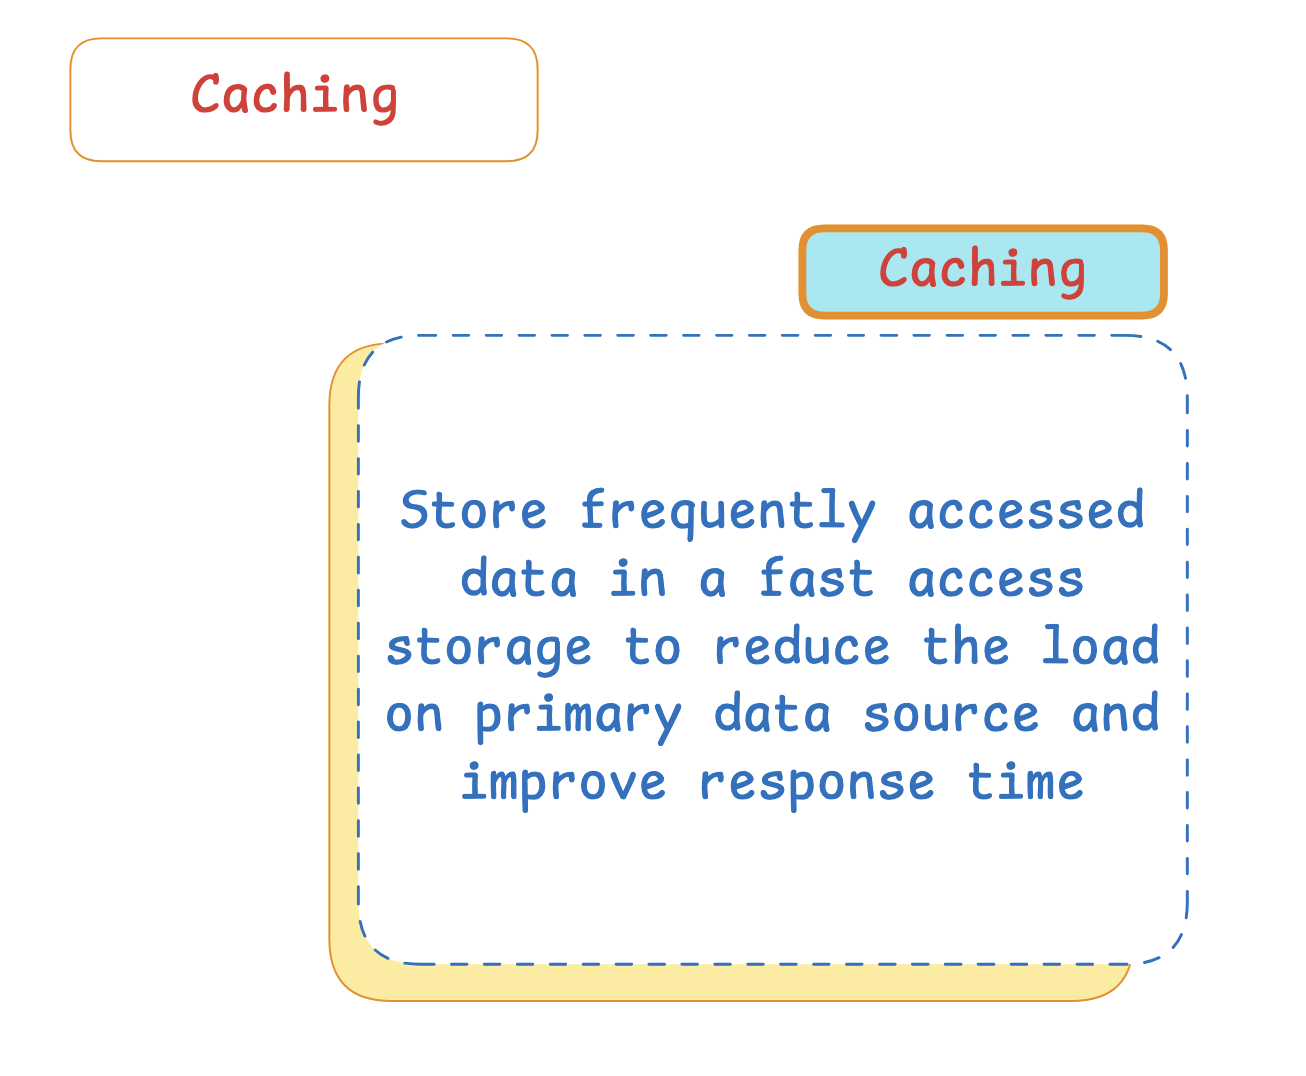 Caching
Caching
Store frequently accessed
data in a fast access
storage to reduce the load
on primary data source and
improve response time